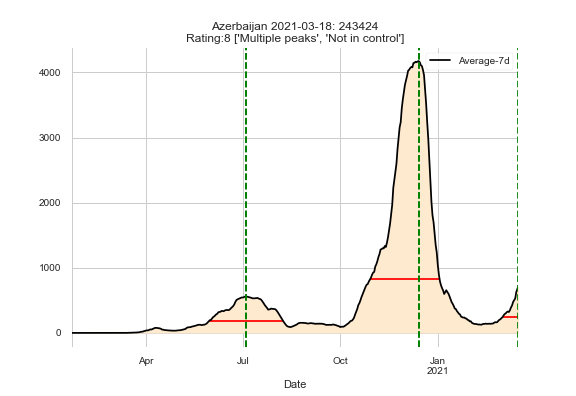 Azerbaijan 2021-03-18: 243424
Rating:8 ['Multiple peaks', 'Not in control']
Average-7d
4000
3000
2000
1000
0
Apr
Jul
Oct
Jan
2021
Date